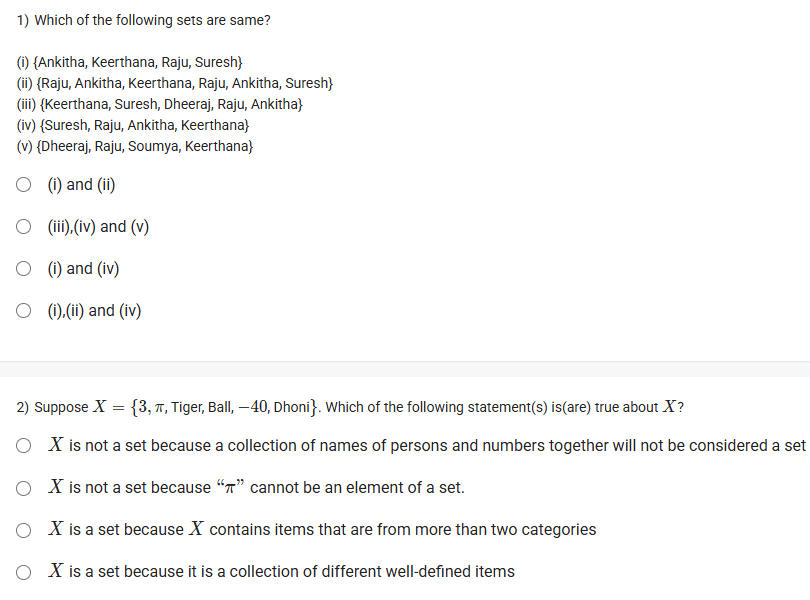 1) Which of the following sets are same?
(i) {Ankitha, Keerthana, Raju, Suresh}
(ii) {Raju, Ankitha, Keerthana, Raju, Ankitha, Suresh}
(iii) {Keerthana, Suresh, Dheeraj, Raju, Ankitha}
(iv) {Suresh, Raju, Ankitha, Keerthana}
(v) {Dheeraj, Raju, Soumya, Keerthana}
(i) and (ii)
(iii),(iv) and (v)
(i) and (iv)
(i),(ii) and (iv)
2) Suppose X = {3, π, Tiger, Ball, −40, Dhoni}. Which of the following statement(s) is(are) true about X?
X is not a set because a collection of names of persons and numbers together will not be considered a set
X is not a set because “π” cannot be an element of a set.
X is a set because X contains items that are from more than two categories
X is a set because it is a collection of different well-defined items